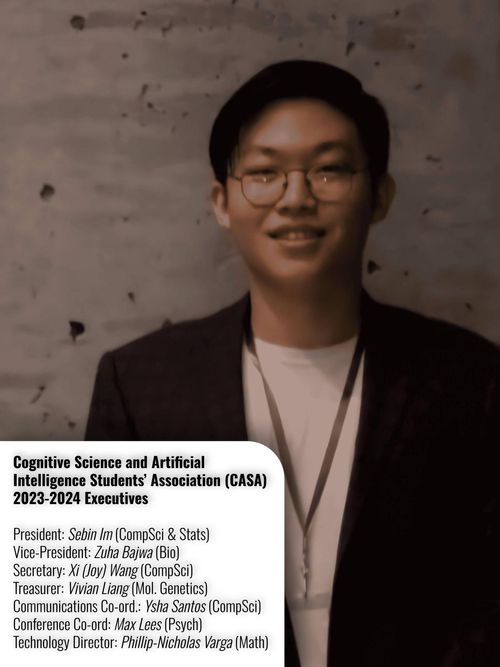 Cognitive Science and Artificial
Intelligence Students' Association (CASA)
2023-2024 Executives
President: Sebin Im (CompSci & Stats)
Vice-President: Zuha Bajwa (Bio)
Secretary: Xi (Joy) Wang (CompSci)
Treasurer: Vivian Liang (Mol. Genetics)
Communications Co-ord.: Ysha Santos (CompSci)
Conference Co-ord: Max Lees (Psych)
Technology Director: Phillip-Nicholas Varga (Math)